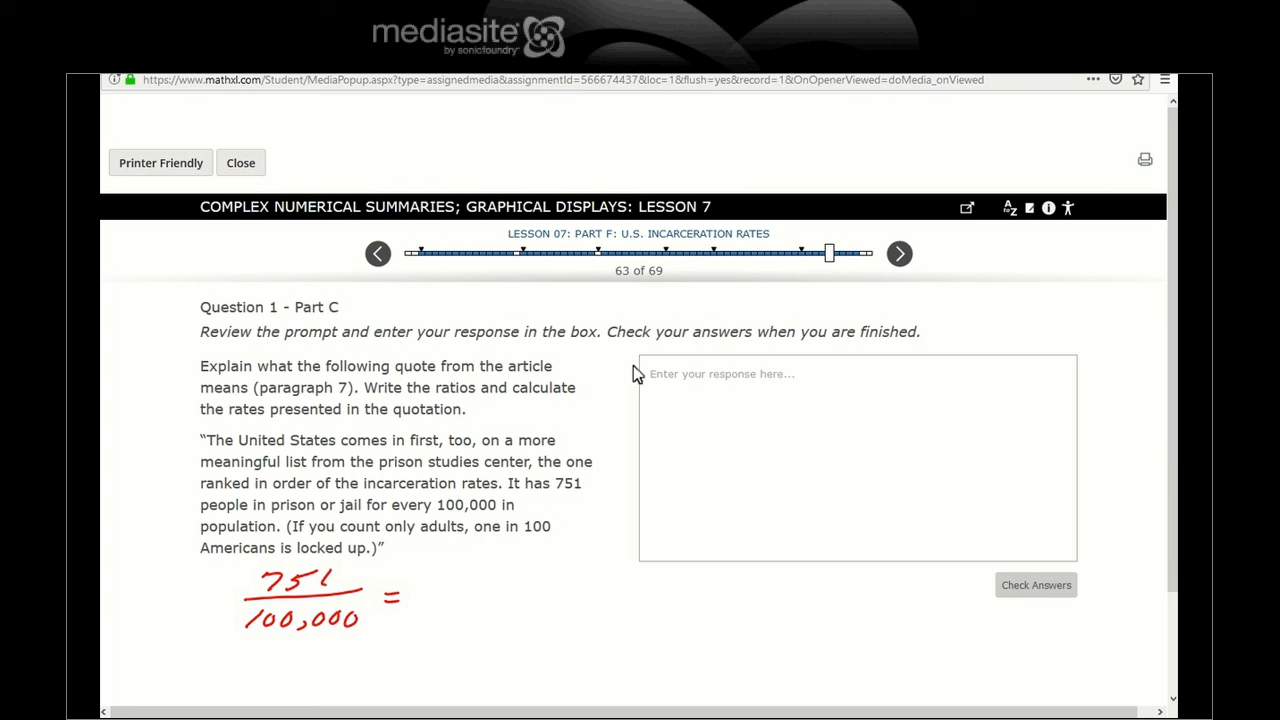 mediasite
by sonicfoundry
https://www.mathxl.com/Student/MediaPopup.aspx?type=assignedmedia&assignmentId=566674437&loc=1&flush=yes&record=1&OnOpenerViewed=doMedia_onViewed
Printer Friendly Close
COMPLEX NUMERICAL SUMMARIES; GRAPHICAL DISPLAYS: LESSON 7
A to Z
LESSON 07: PART F: U.S. INCARCERATION RATES
63 of 69
Question 1 - Part C
Review the prompt and enter your response in the box. Check your answers when you are finished.
Explain what the following quote from the article
means (paragraph 7). Write the ratios and calculate
the rates presented in the quotation.
“The United States comes in first, too, on a more
meaningful list from the prison studies center, the one
ranked in order of the incarceration rates. It has 751
people in prison or jail for every 100,000 in
population. (If you count only adults, one in 100
Americans is locked up.)”
Enter your response here...
Check Answers
751
100,000 =